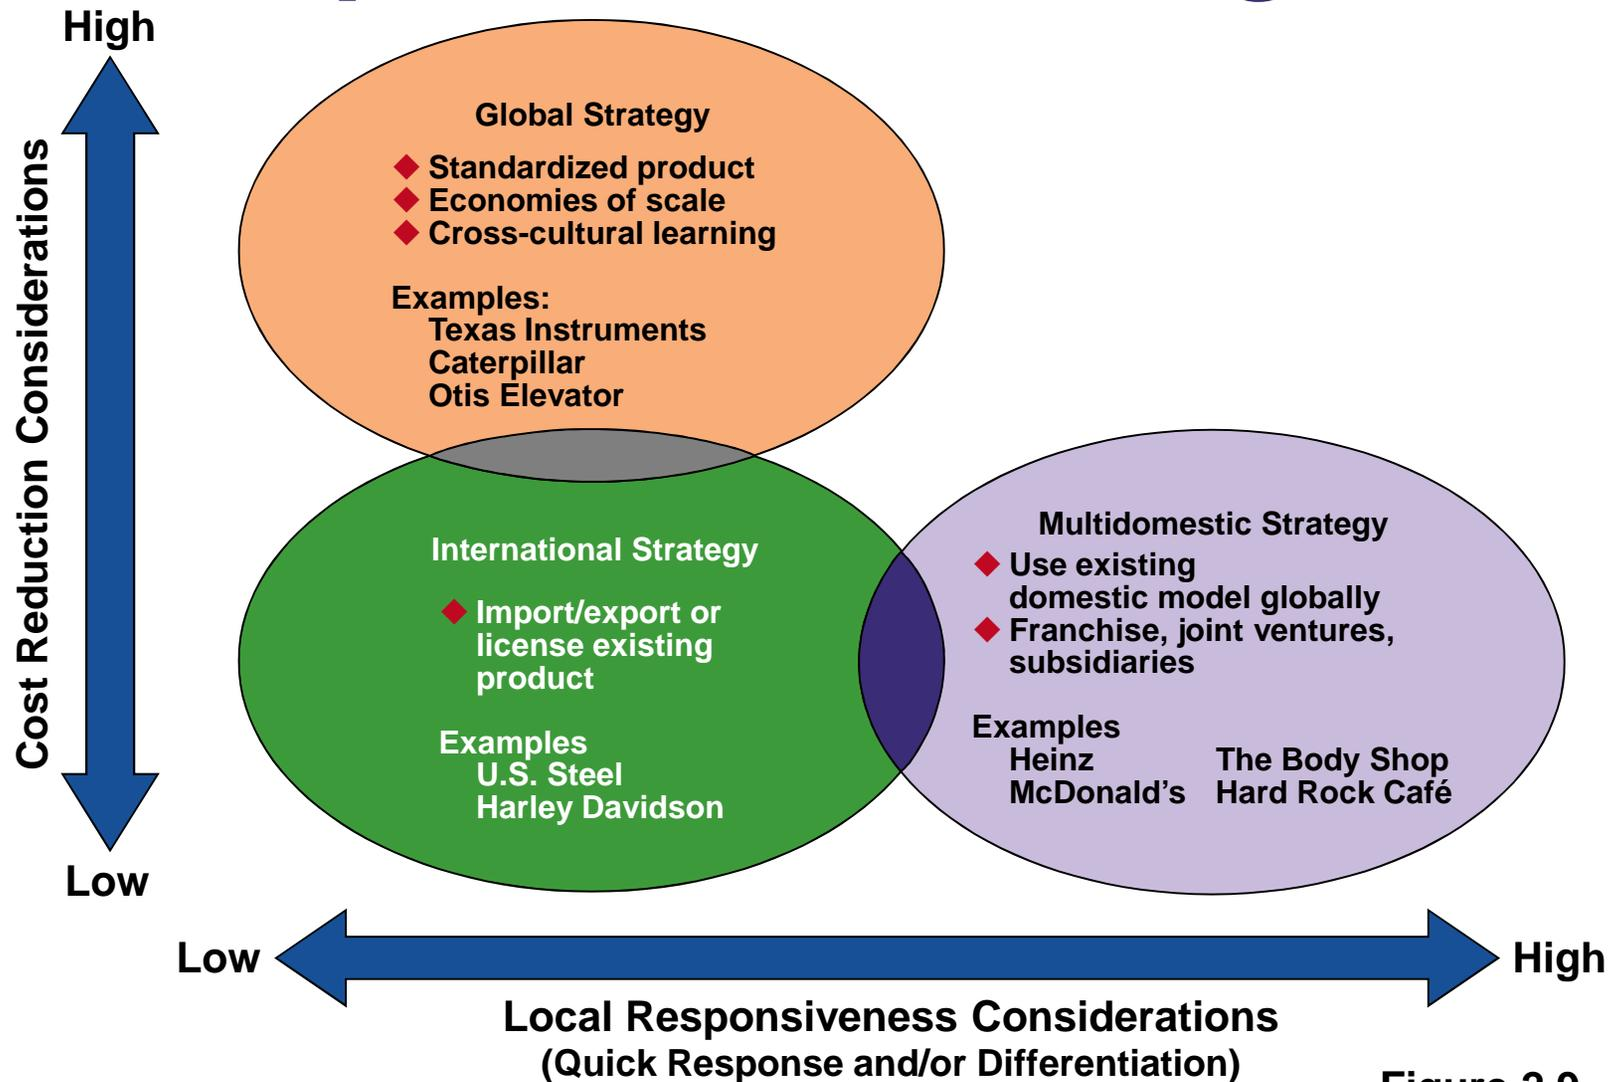 High
Cost Reduction Considerations
Low
Global Strategy
Standardized product
Economies of scale
Cross-cultural learning
Examples:
Texas Instruments
Caterpillar
Otis Elevator
International Strategy
Import/export or
license existing
product
Examples
U.S. Steel
Harley Davidson
Multidomestic Strategy
Use existing
domestic model globally
Franchise, joint ventures,
subsidiaries
Examples
Heinz The Body Shop
McDonald’s Hard Rock Café
Low
High
Local Responsiveness Considerations
(Quick Response and/or Differentiation)
Figure